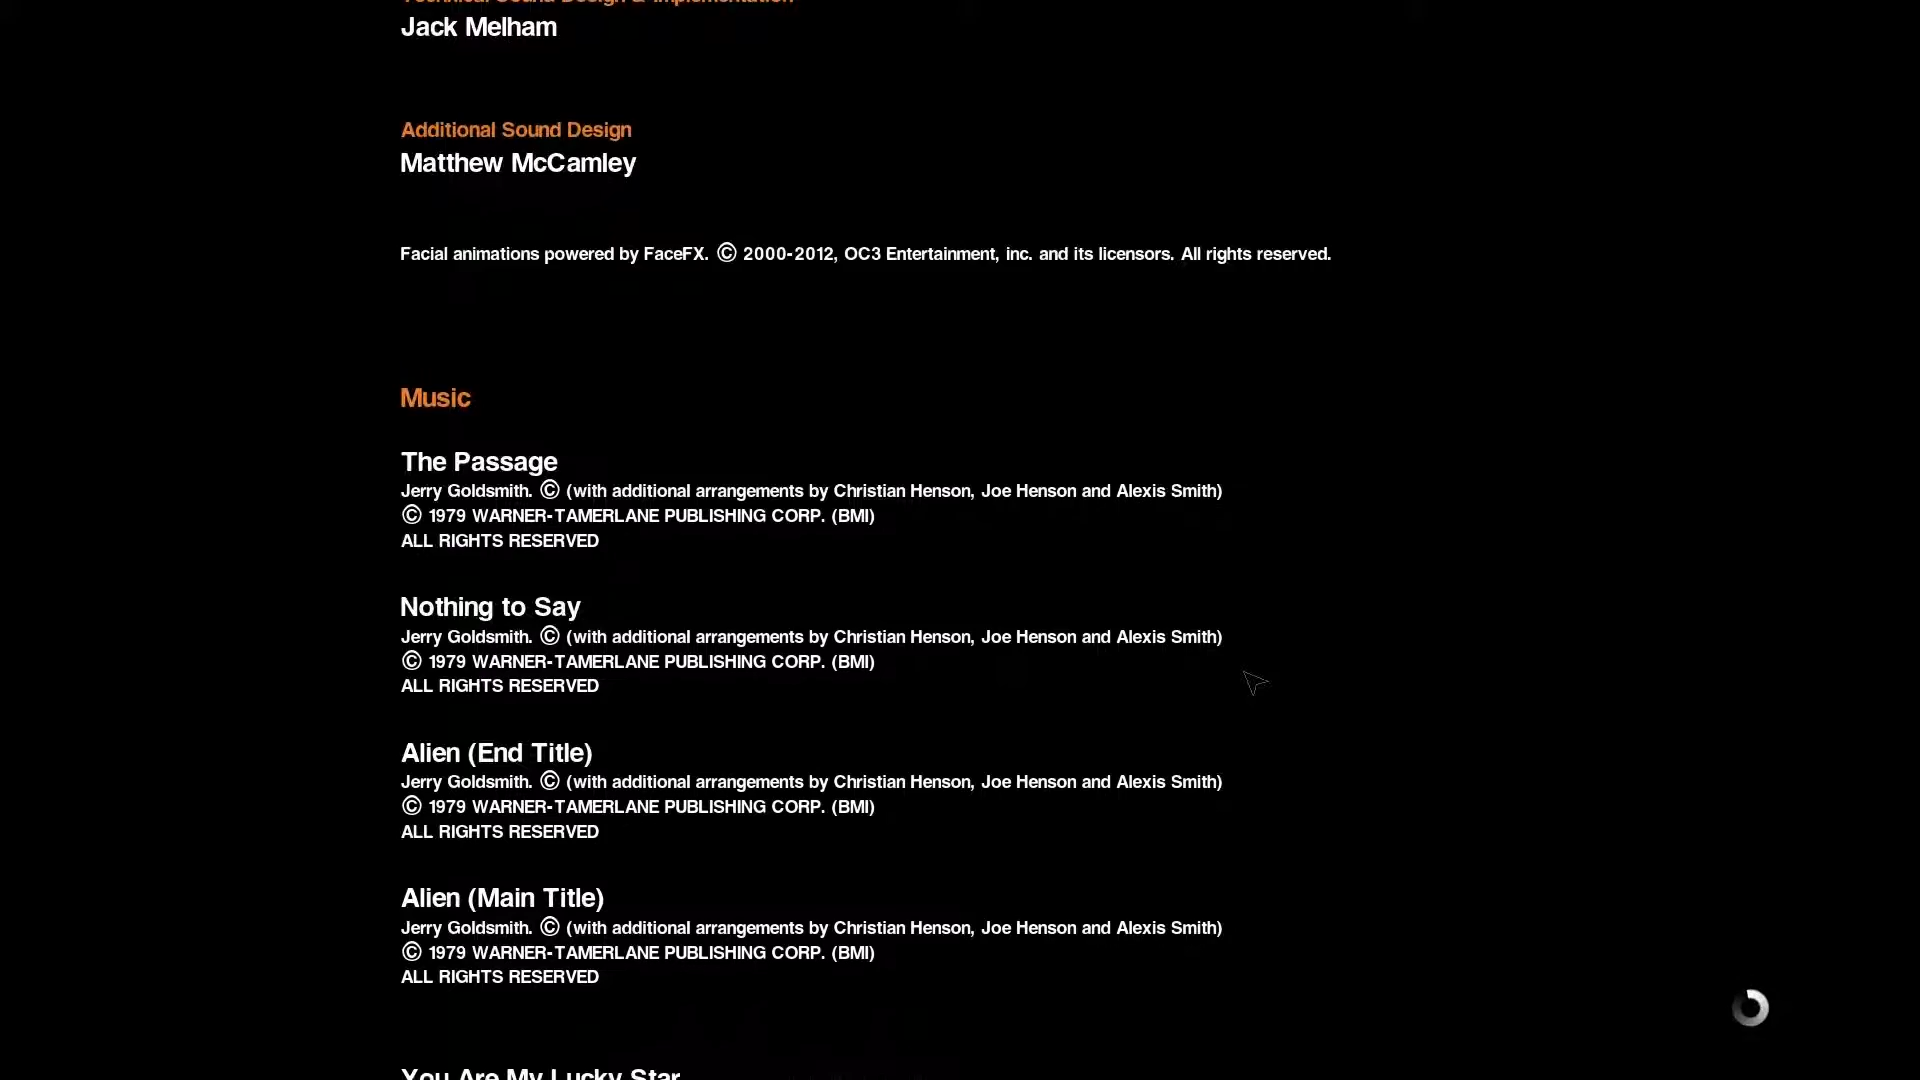 Technical Sound Design & Implementation
Jack Melham
Additional Sound Design
Matthew McCamley
Facial animations powered by FaceFX. © 2000-2012, OC3 Entertainment, inc. and its licensors. All rights reserved.
Music
The Passage
Jerry Goldsmith. © (with additional arrangements by Christian Henson, Joe Henson and Alexis Smith)
© 1979 WARNER-TAMERLANE PUBLISHING CORP. (BMI)
ALL RIGHTS RESERVED
Nothing to Say
Jerry Goldsmith. © (with additional arrangements by Christian Henson, Joe Henson and Alexis Smith)
© 1979 WARNER-TAMERLANE PUBLISHING CORP. (BMI)
ALL RIGHTS RESERVED
Alien (End Title)
Jerry Goldsmith. © (with additional arrangements by Christian Henson, Joe Henson and Alexis Smith)
© 1979 WARNER-TAMERLANE PUBLISHING CORP. (BMI)
ALL RIGHTS RESERVED
Alien (Main Title)
Jerry Goldsmith. © (with additional arrangements by Christian Henson, Joe Henson and Alexis Smith)
© 1979 WARNER-TAMERLANE PUBLISHING CORP. (BMI)
ALL RIGHTS RESERVED
You Are My Lucky Star